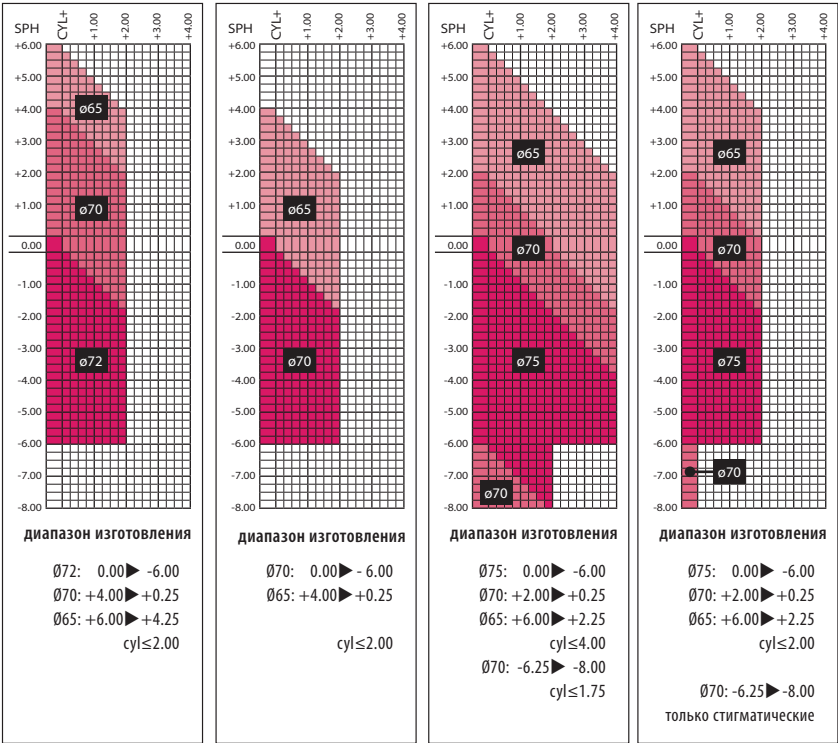 SPH CYL+ +1.00 +2.00 +3.00 +4.00
+6.00
+5.00
+4.00
ø65
+3.00
+2.00
+1.00
ø70
0.00
-1.00
-2.00
-3.00
ø72
-4.00
-5.00
-6.00
-7.00
-8.00
диапазон изготовления
Ø72: 0.00▶ -6.00
Ø70: +4.00▶ +0.25
Ø65: +6.00▶ +4.25
cyl≤2.00
SPH CYL+ +1.00 +2.00 +3.00 +4.00
+6.00
+5.00
+4.00
+3.00
+2.00
+1.00
ø65
0.00
-1.00
-2.00
-3.00
ø70
-4.00
-5.00
-6.00
-7.00
-8.00
диапазон изготовления
Ø70: 0.00▶ - 6.00
Ø65: +4.00▶ +0.25
cyl≤2.00
SPH CYL+ +1.00 +2.00 +3.00 +4.00
+6.00
+5.00
+4.00
+3.00
ø65
+2.00
+1.00
0.00
ø70
-1.00
-2.00
-3.00
ø75
-4.00
-5.00
-6.00
-7.00
ø70
-8.00
диапазон изготовления
Ø75: 0.00▶ -6.00
Ø70: +2.00▶ +0.25
Ø65: +6.00▶ +2.25
cyl≤4.00
Ø70: -6.25▶ -8.00
cyl≤1.75
SPH CYL+ +1.00 +2.00 +3.00 +4.00
+6.00
+5.00
+4.00
+3.00
ø65
+2.00
+1.00
0.00
ø70
-1.00
-2.00
-3.00
ø75
-4.00
-5.00
-6.00
-7.00
ø70
-8.00
диапазон изготовления
Ø75: 0.00▶ -6.00
Ø70: +2.00▶ +0.25
Ø65: +6.00▶ +2.25
cyl≤2.00
Ø70: -6.25▶ -8.00
только стигматические